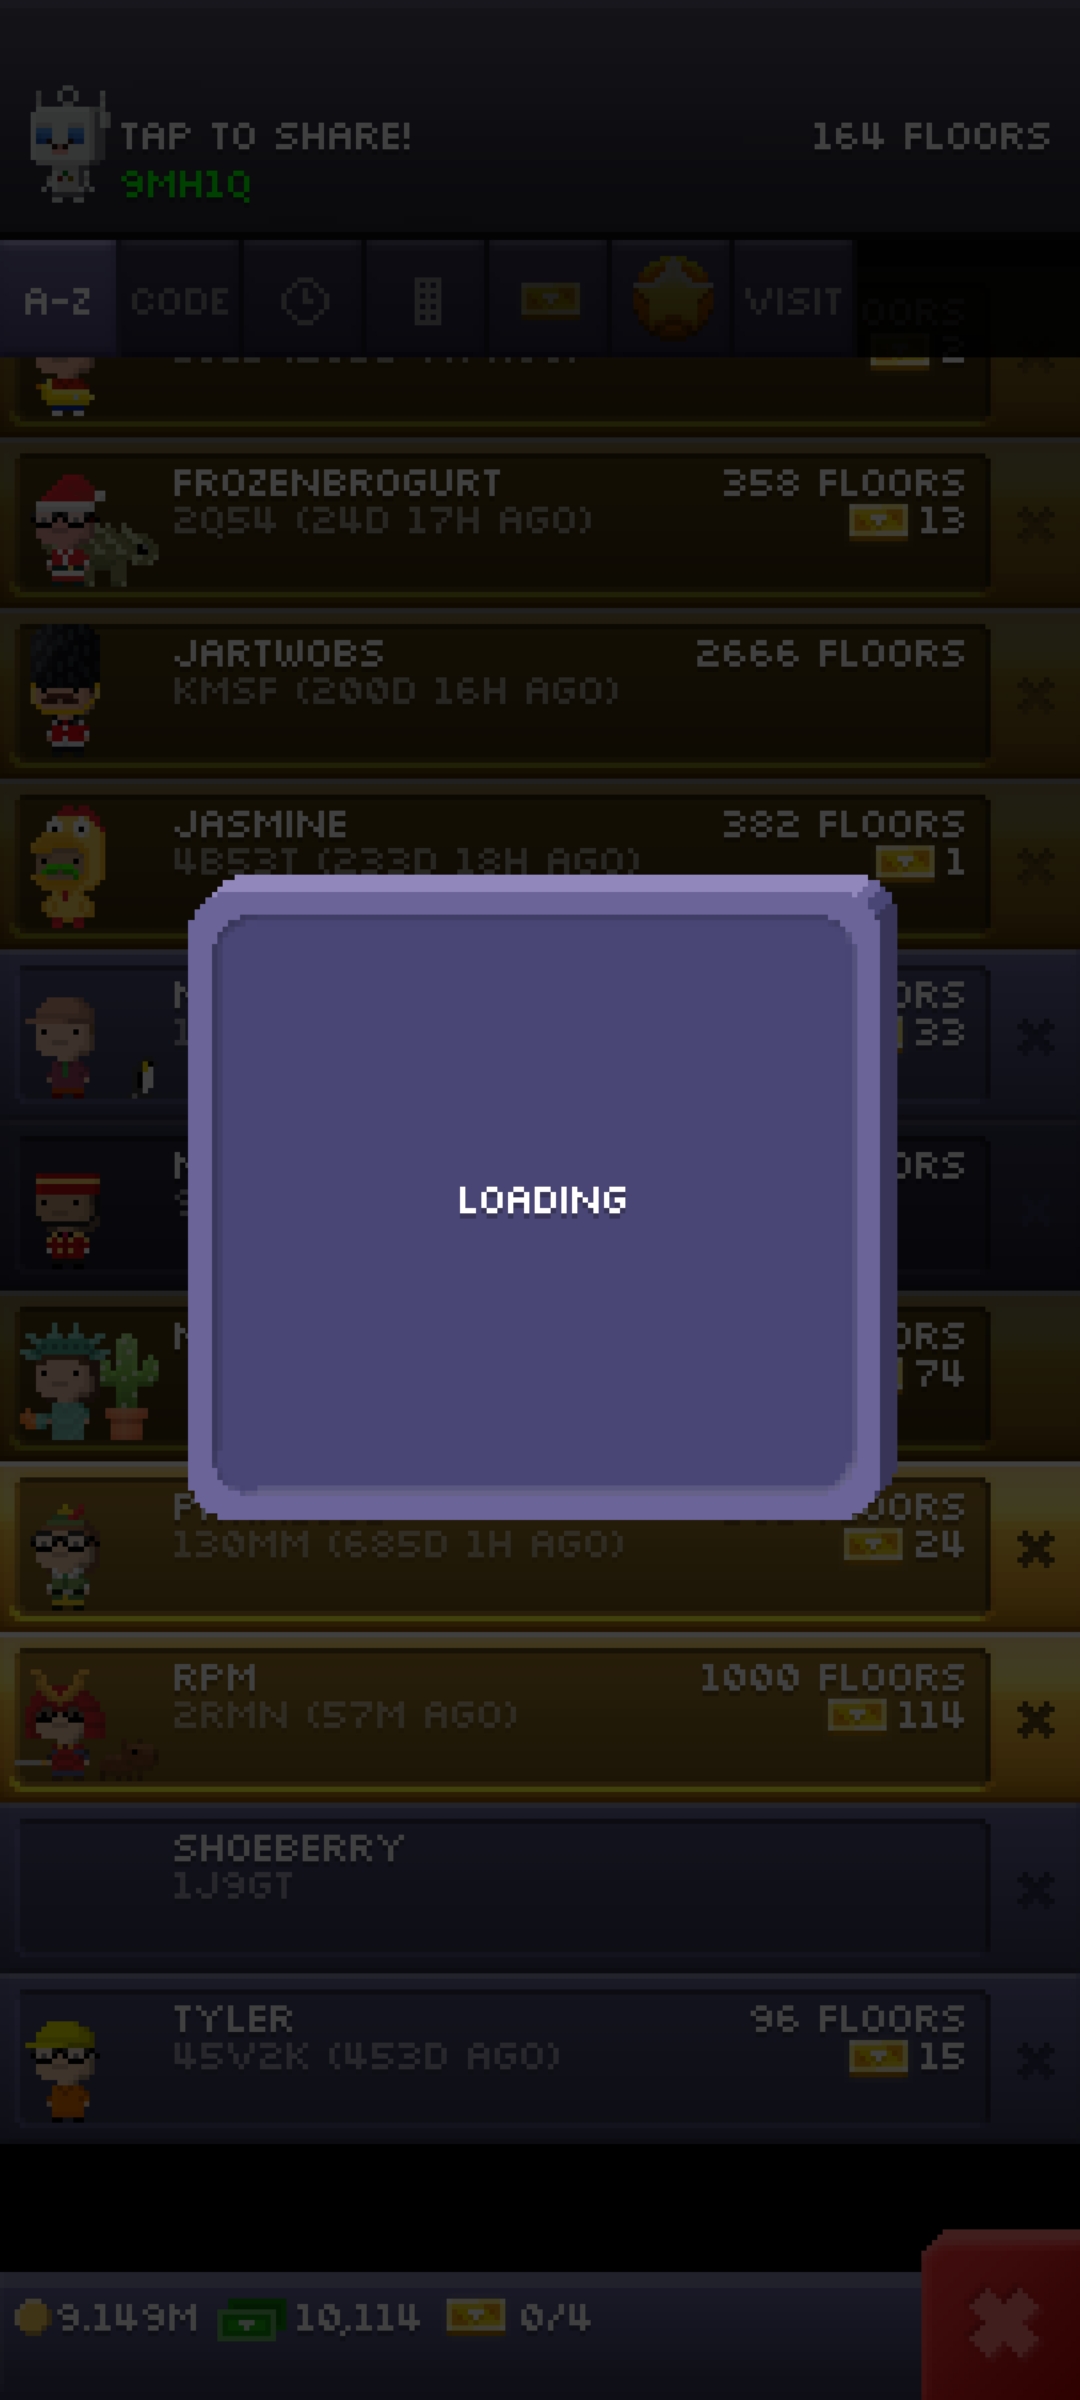 TAP TO SHARE!
164 FLOORS
9MH1Q
A-Z
CODE
VISIT
2
FROZENBROGURT
358 FLOORS
2Q54 (24D 17H AGO)
13
JARTWOBS
2666 FLOORS
KMSF (200D 16H AGO)
JASMINE
382 FLOORS
4B53T (233D 18H AGO)
1
33
74
LOADING
130MM (685D 1H AGO)
24
RPM
1000 FLOORS
2RMN (57M AGO)
114
SHOEBERRY
1J9GT
TYLER
96 FLOORS
45V2K (453D AGO)
15
9.149M
10,114
0/4